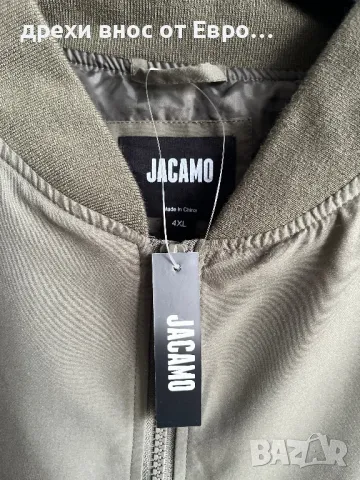 дрехи внос от Евро...
JACAMO
Made in China
4XL
JACAMO
BAZAR